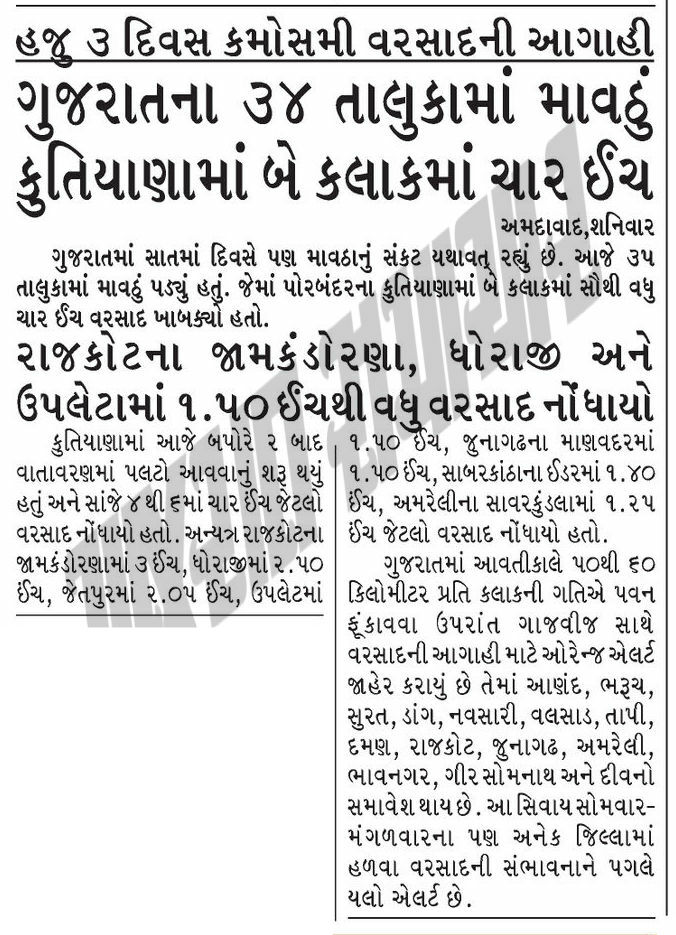 હજુ ૩ દિવસ કમોસમી વરસાદની આગાહી
ગુજરાતના ૩૪ તાલુકામાં માવઠું
કુતિયાણામાં બે કલાકમાં ચાર ઈંચ
અમદાવાદ,શનિવાર
ગુજરાતમાં સાતમાં દિવસે પણ માવઠાનું સંકટ યથાવત્ રહ્યું છે. આજે ૩૫
તાલુકામાં માવઠું પડ્યું હતું. જેમાં પોરબંદરના કુતિયાણામાં બે કલાકમાં સૌથી વધુ
ચાર ઈંચ વરસાદ ખાબક્યો હતો.
રાજકોટના જામકંડોરણા, ધોરાજી અને
ઉપલેટામાં ૧.૫૦ ઈંચથી વધુ વરસાદ નોંધાયો
કુતિયાણામાં આજે બપોરે ૨ બાદ
વાતાવરણમાં પલટો આવવાનું શરૂ થયું
હતું અને સાંજે ૪ થી ૬માં ચાર ઈંચ જેટલો
વરસાદ નોંધાયો હતો. અન્યત્ર રાજકોટના
જામકંડોરણામાં ૩ ઈંચ, ધોરાજીમાં ૨.૫૦
ઈંચ, જેતપુરમાં ૨.૦૫ ઈંચ, ઉપલેટમાં
૧.૫૦ ઈંચ, જુનાગઢના માણવદરમાં
૧.૫૦ ઈંચ, સાબરકાંઠાના ઈડરમાં ૧.૪૦
ઈંચ, અમરેલીના સાવરકુંડલામાં ૧.૨૫
ઈંચ જેટલો વરસાદ નોંધાયો હતો.
ગુજરાતમાં આવતીકાલે ૫૦થી ૬૦
કિલોમીટર પ્રતિ કલાકની ગતિએ પવન
ફૂંકાવવા ઉપરાંત ગાજવીજ સાથે
વરસાદની આગાહી માટે ઓરેન્જ એલર્ટ
જાહેર કરાયું છે તેમાં આણંદ, ભરૂચ,
સુરત, ડાંગ, નવસારી, વલસાડ, તાપી,
દમણ, રાજકોટ, જુનાગઢ, અમરેલી,
ભાવનગર, ગીર સોમનાથ અને દીવનો
સમાવેશ થાય છે. આ સિવાય સોમવાર-
મંગળવારના પણ અનેક જિલ્લામાં
હળવા વરસાદની સંભાવનાને પગલે
યલો એલર્ટ છે.